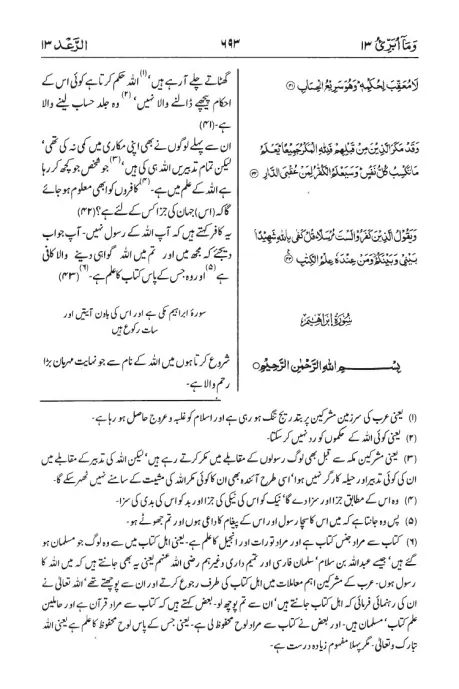 وَمَآ اُبَرِّئُ ١٣
٦٩٣
الرَّعْد ١٣
لَا مُعَقِّبَ لِحُكْمِهٖ وَهُوَ سَرِيْعُ الْحِسَابِ ۝
وَقَدْ مَكَرَ الَّذِيْنَ مِنْ قَبْلِهِمْ فَلِلّٰهِ الْمَكْرُ جَمِيْعًا يَعْلَمُ
مَا تَكْسِبُ كُلُّ نَفْسٍ وَسَيَعْلَمُ الْكُفّٰرُ لِمَنْ عُقْبَى الدَّارِ ۝
وَيَقُوْلُ الَّذِيْنَ كَفَرُوْا لَسْتَ مُرْسَلًا قُلْ كَفٰى بِاللّٰهِ شَهِيْدًا
بَيْنِيْ وَبَيْنَكُمْ وَمَنْ عِنْدَهٗ عِلْمُ الْكِتٰبِ ۝
سُوْرَةُ اِبْرَاهِيْمَ
بِسْمِ اللّٰهِ الرَّحْمٰنِ الرَّحِيْمِ ۝
گھٹاتے چلے آ رہے ہیں،(۱) اللہ حکم کرتا ہے کوئی اس کے
احکام پیچھے ڈالنے والا نہیں،(۲) وہ جلد حساب لینے والا
ہے۔(۴۱)
ان سے پہلے لوگوں نے بھی اپنی مکاری میں کمی نہ کی تھی،
لیکن تمام تدبیریں اللہ ہی کی ہیں،(۳) جو شخص جو کچھ کر رہا
ہے اللہ کے علم میں ہے۔(۴) کافروں کو ابھی معلوم ہو جائے
گا کہ (اس) جہان کی جزا کس کے لئے ہے؟(۴۲)
یہ کافر کہتے ہیں کہ آپ اللہ کے رسول نہیں۔ آپ جواب
دیجئے کہ مجھ میں اور تم میں اللہ گواہی دینے والا کافی
ہے(۵) اور وہ جس کے پاس کتاب کا علم ہے۔(۶)(۴۳)
سورۂ ابراہیم مکی ہے اور اس کی باون آیتیں اور
سات رکوع ہیں
شروع کرتا ہوں میں اللہ کے نام سے جو نہایت مہربان بڑا
رحم والا ہے۔
(۱) یعنی عرب کی سرزمین مشرکین پر بتدریج تنگ ہو رہی ہے اور اسلام کو غلبہ و عروج حاصل ہو رہا ہے۔
(۲) یعنی کوئی اللہ کے حکموں کو رد نہیں کر سکتا۔
(۳) یعنی مشرکین مکہ سے قبل بھی لوگ رسولوں کے مقابلے میں مکر کرتے رہے ہیں، لیکن اللہ کی تدبیر کے مقابلے میں
ان کی کوئی تدبیر اور حیلہ کارگر نہیں ہوا، اسی طرح آئندہ بھی ان کا کوئی مکر اللہ کی مشیت کے سامنے نہیں ٹھہر سکے گا۔
(۴) وہ اس کے مطابق جزا اور سزا دے گا، نیک کو اس کی نیکی کی جزا اور بد کو اس کی بدی کی سزا۔
(۵) پس وہ جانتا ہے کہ میں اس کا سچا رسول اور اس کے پیغام کا داعی ہوں اور تم جھوٹے ہو۔
(۶) کتاب سے مراد جنس کتاب ہے اور مراد تورات اور انجیل کا علم ہے۔ یعنی اہل کتاب میں سے وہ لوگ جو مسلمان ہو
گئے ہیں، جیسے عبداللہ بن سلام، سلمان فارسی اور تمیم داری وغیرہم رضی اللہ عنہم یعنی یہ بھی جانتے ہیں کہ میں اللہ کا
رسول ہوں۔ عرب کے مشرکین اہم معاملات میں اہل کتاب کی طرف رجوع کرتے اور ان سے پوچھتے تھے، اللہ تعالیٰ نے
ان کی رہنمائی فرمائی کہ اہل کتاب جانتے ہیں، ان سے تم پوچھ لو۔ بعض کہتے ہیں کہ کتاب سے مراد قرآن ہے اور حاملین
علم کتاب، مسلمان ہیں۔ اور بعض نے کتاب سے مراد لوح محفوظ لی ہے۔ یعنی جس کے پاس لوح محفوظ کا علم ہے یعنی اللہ
تبارک و تعالیٰ۔ مگر پہلا مفہوم زیادہ درست ہے۔